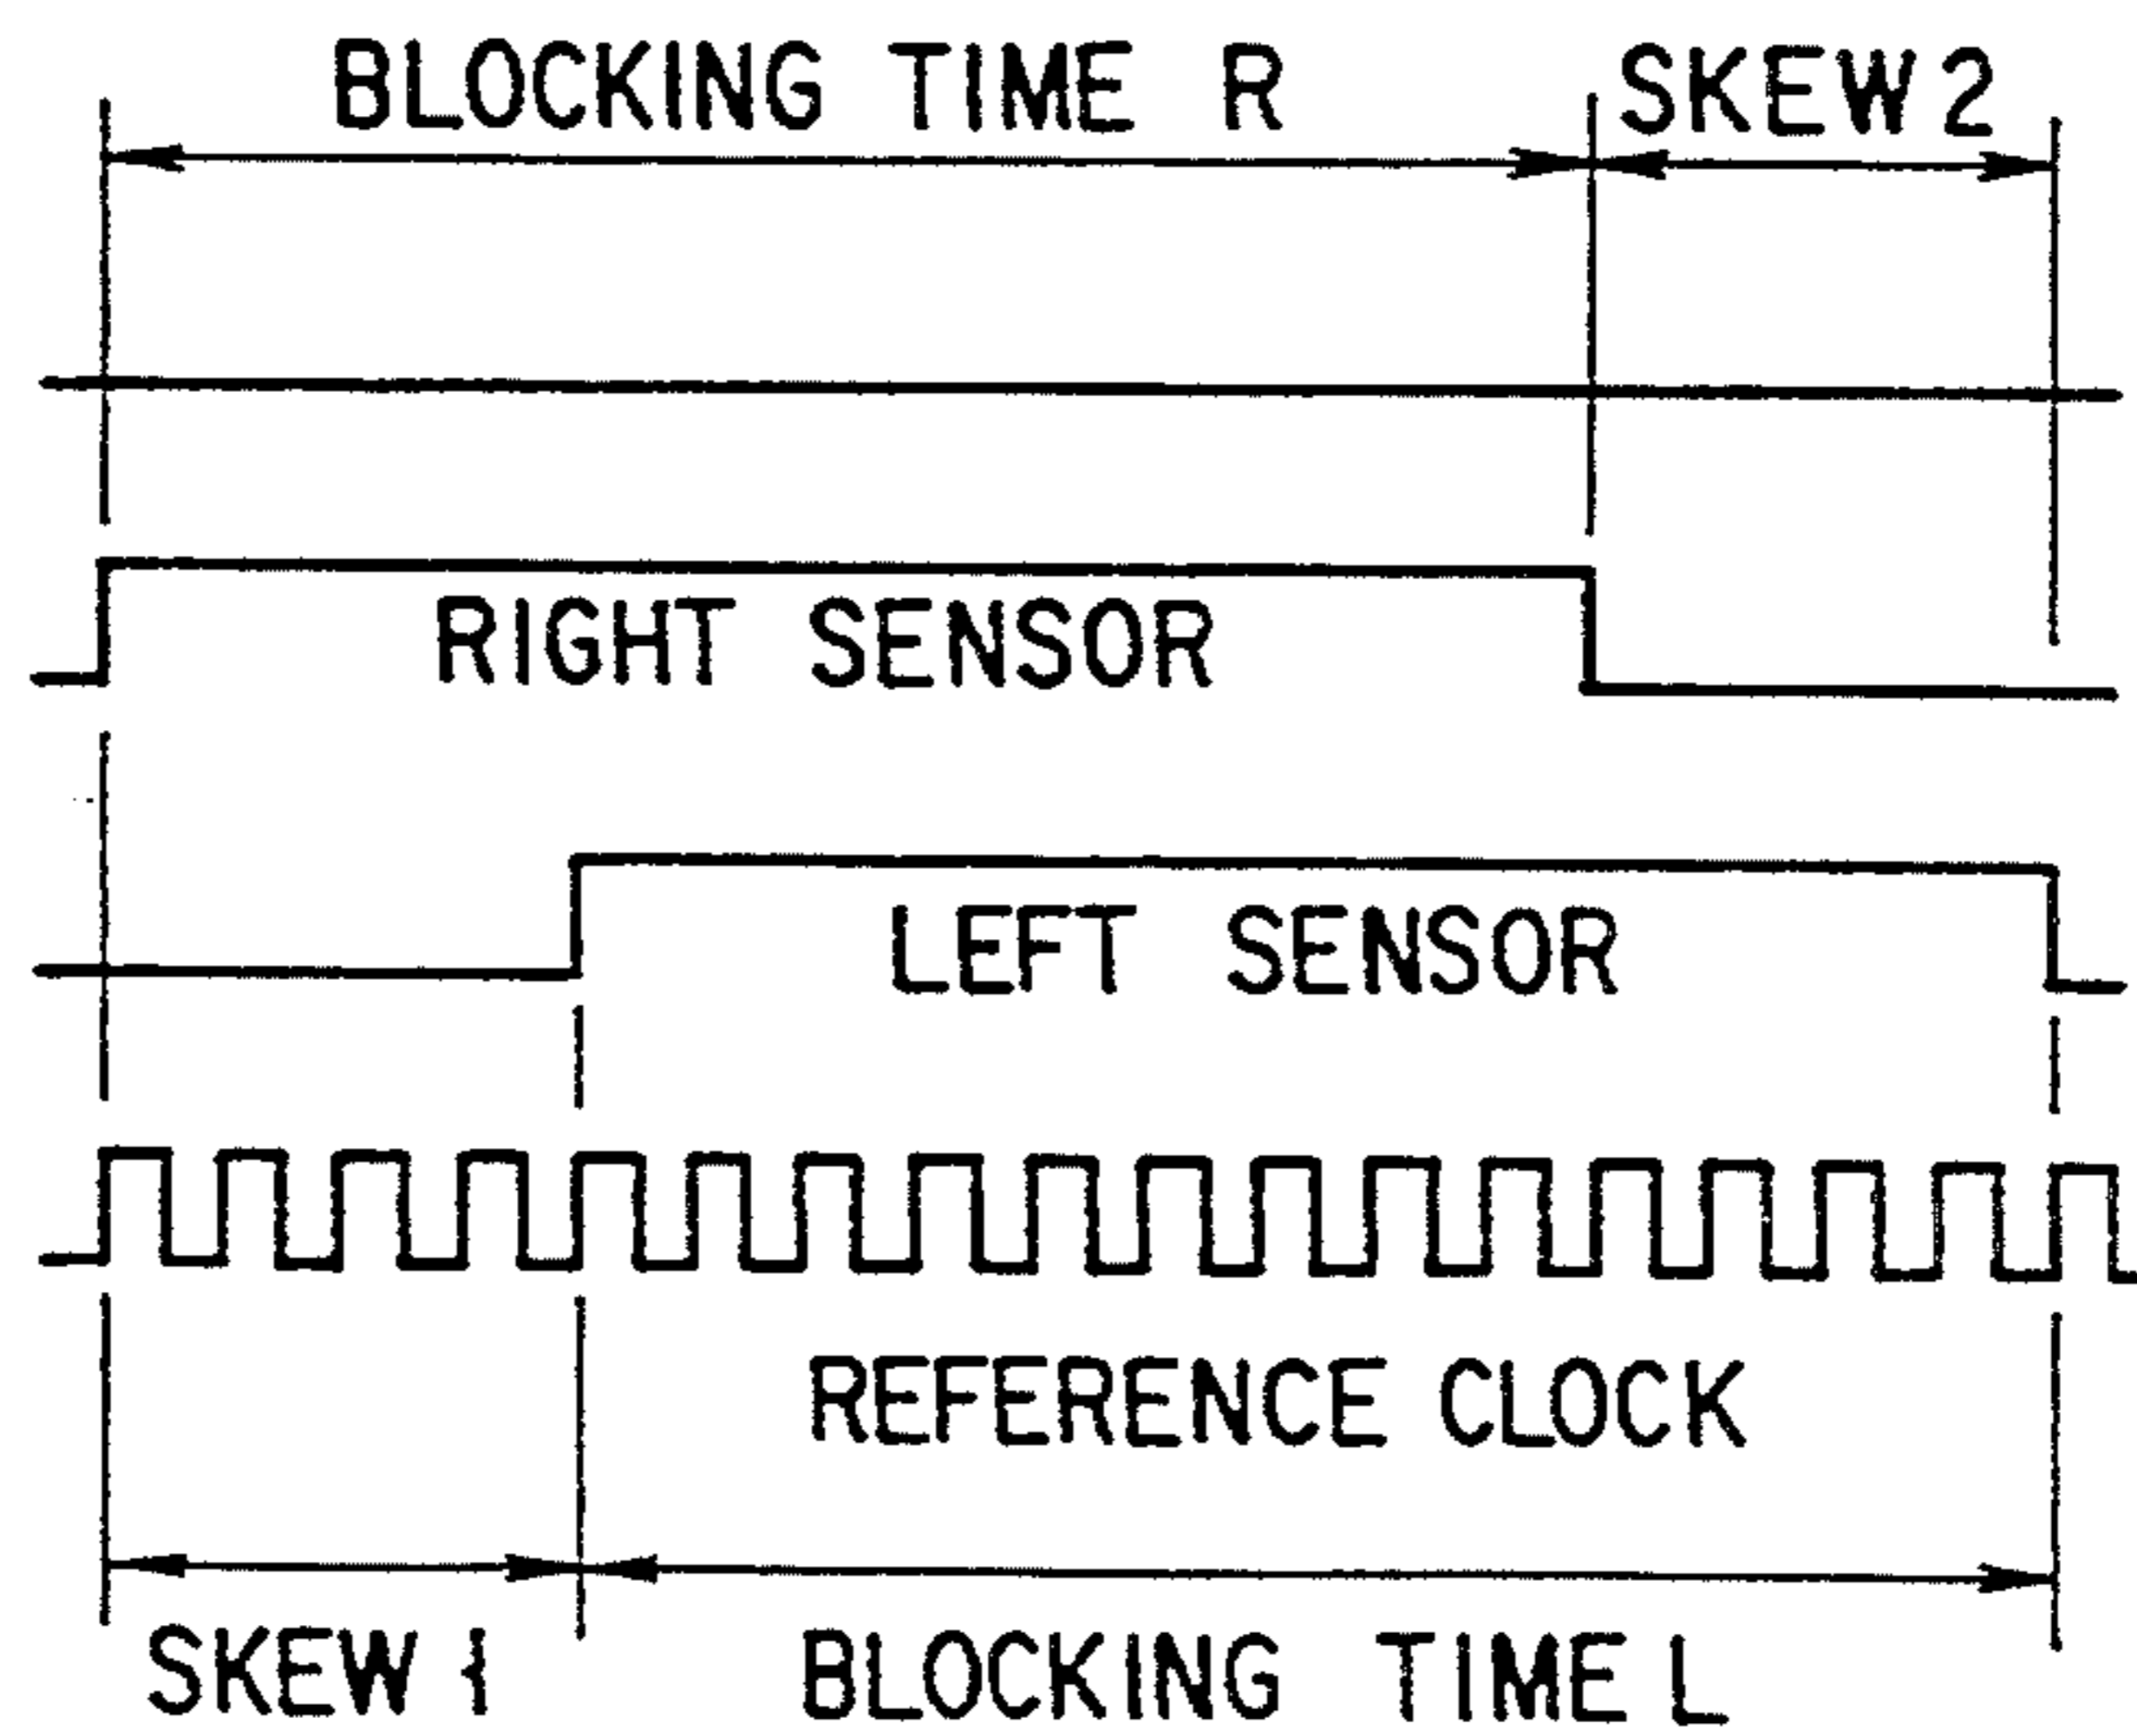 BLOCKING TIME R SKEW 2
RIGHT SENSOR
LEFT SENSOR
REFERENCE CLOCK
SKEW 1 BLOCKING TIME L